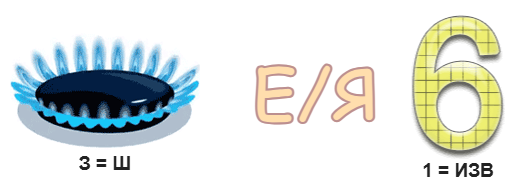 Е/Я 6
3 = Ш
1 = ИЗВ